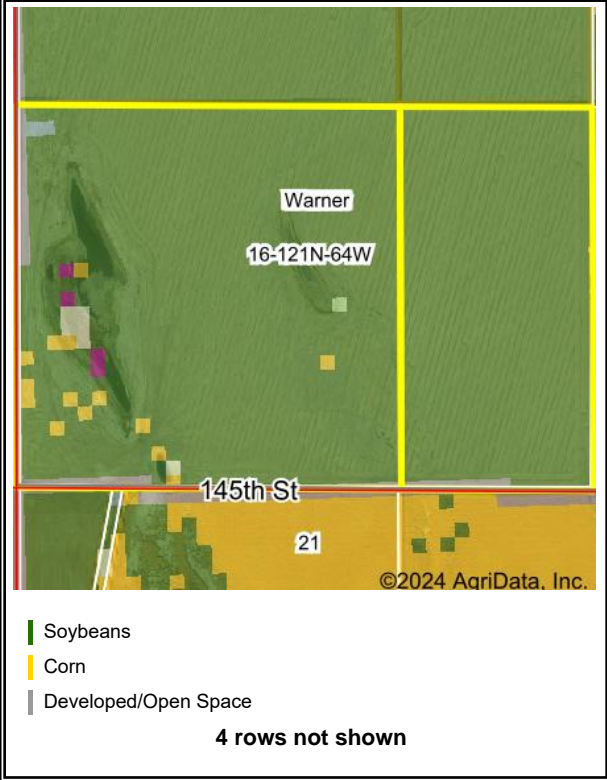 Warner
16-121N-64W
145th St
21
©2024 AgriData, Inc.
Soybeans
Corn
Developed/Open Space
4 rows not shown